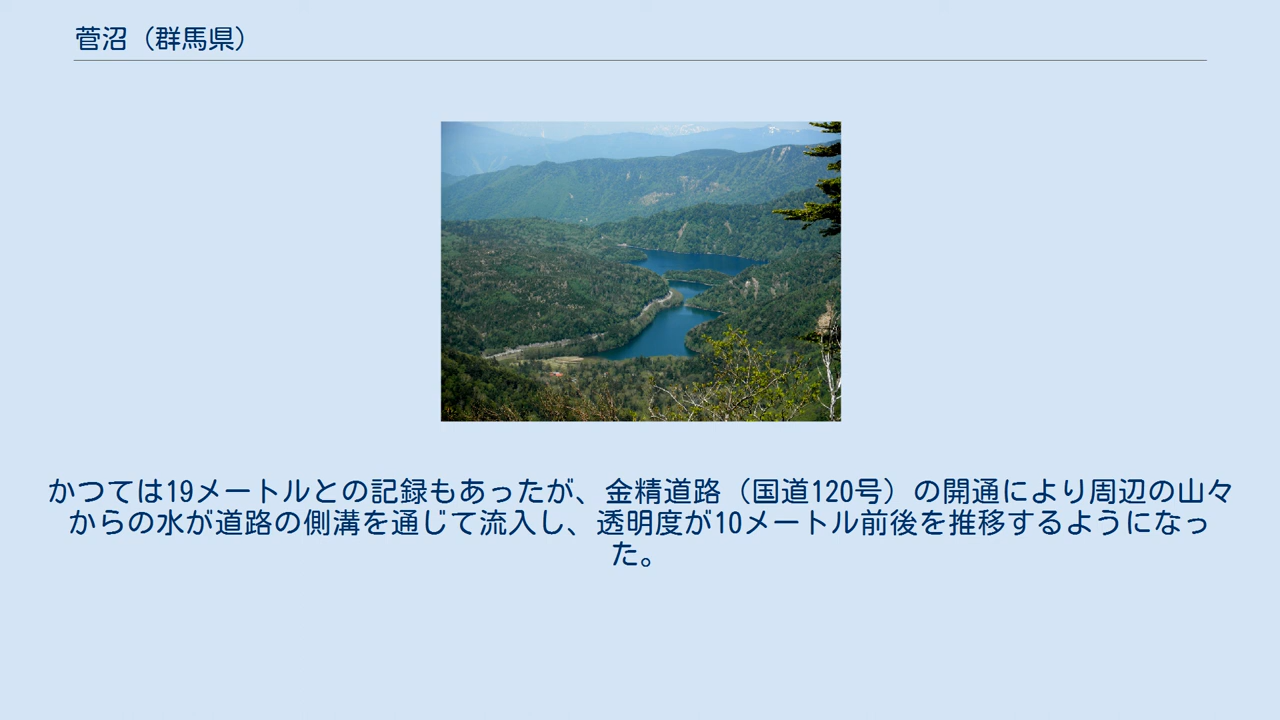 菅沼（群馬県）
かつては19メートルとの記録もあったが、金精道路（国道120号）の開通により周辺の山々
からの水が道路の側溝を通じて流入し、透明度が10メートル前後を推移するようになっ
た。